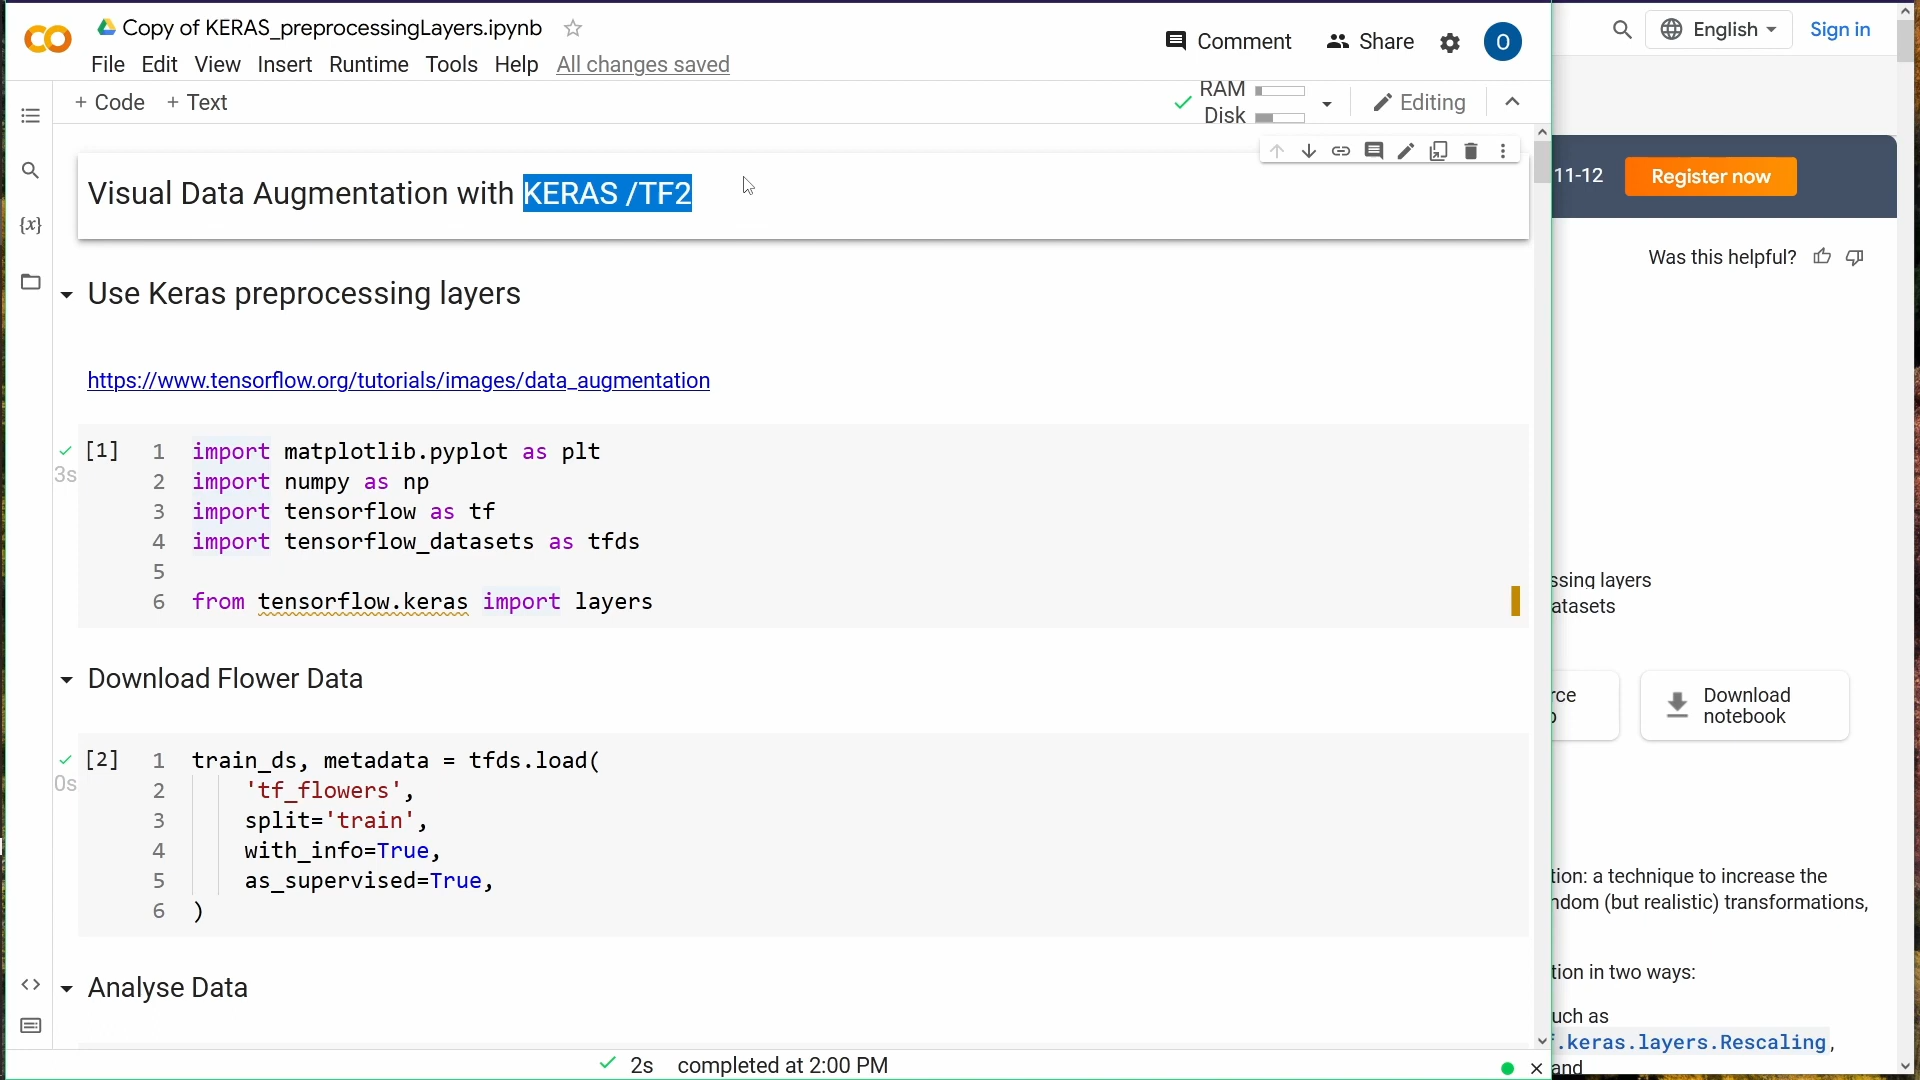 Copy of KERAS_preprocessingLayers.ipynb
File Edit View Insert Runtime Tools Help All changes saved
Comment Share O
+ Code + Text
RAM
Disk
Editing
Visual Data Augmentation with KERAS /TF2
Use Keras preprocessing layers
https://www.tensorflow.org/tutorials/images/data_augmentation
[1] 1 import matplotlib.pyplot as plt
3s 2 import numpy as np
3 import tensorflow as tf
4 import tensorflow_datasets as tfds
5
6 from tensorflow.keras import layers
Download Flower Data
[2] 1 train_ds, metadata = tfds.load(
0s 2 'tf_flowers',
3 split='train',
4 with_info=True,
5 as_supervised=True,
6 )
Analyse Data
2s completed at 2:00 PM
English Sign in
11-12 Register now
Was this helpful?
ssing layers
atasets
rce
Download
notebook
tion: a technique to increase the
ndom (but realistic) transformations,
tion in two ways:
uch as
f.keras.layers.Rescaling,
and